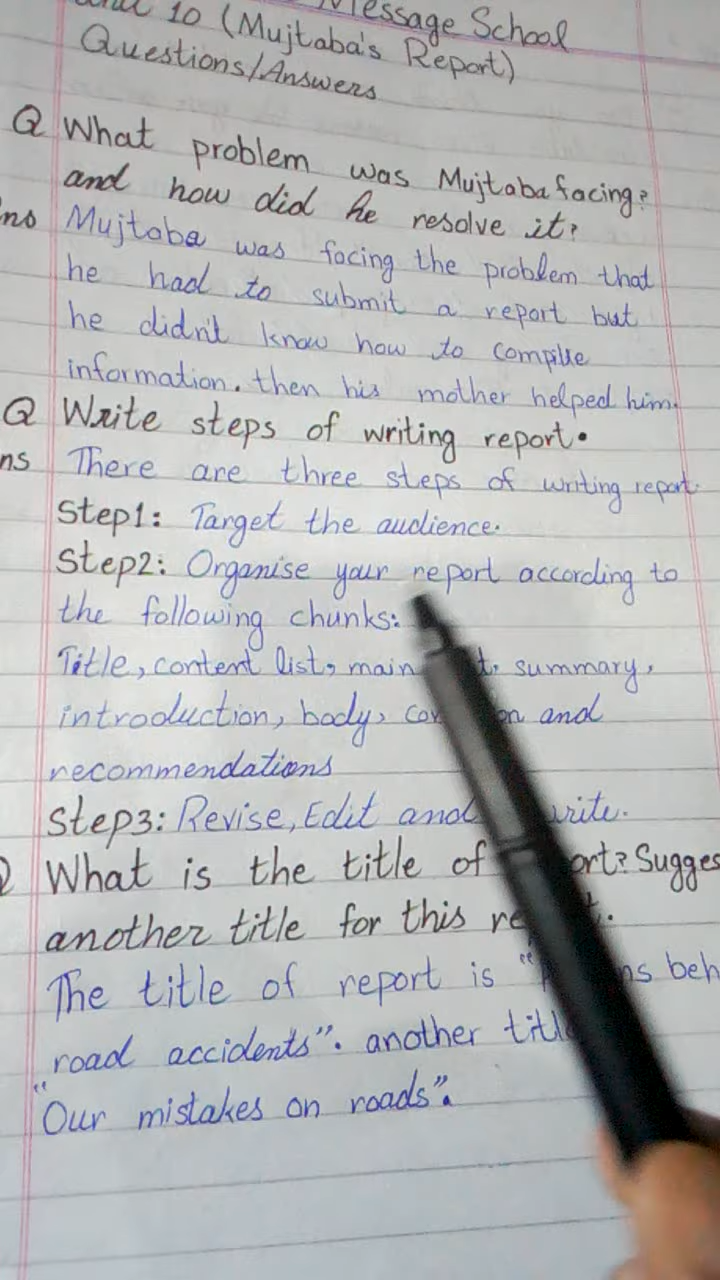 Message School
10 (Mujtaba's Report)
Questions/Answers
Q What problem was Mujtaba facing?
and how did he resolve it?
Mujtaba was facing the problem that
he had to submit a report but
he didn't know how to compile
information. then his mother helped him.
Q Write steps of writing report.
There are three steps of writing report.
Step1: Target the audience.
Step2: Organise your report according to
the following chunks:
Title, content list, main summary,
introduction, body, and
recommendations
Step3: Revise, Edit and
What is the title of
another title for this
The title of report is
road accidents". another
"Our mistakes on roads".